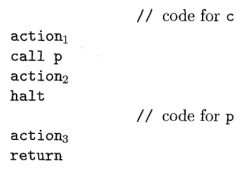 // code for c
action₁
call p
action₂
halt
// code for p
action₃
return